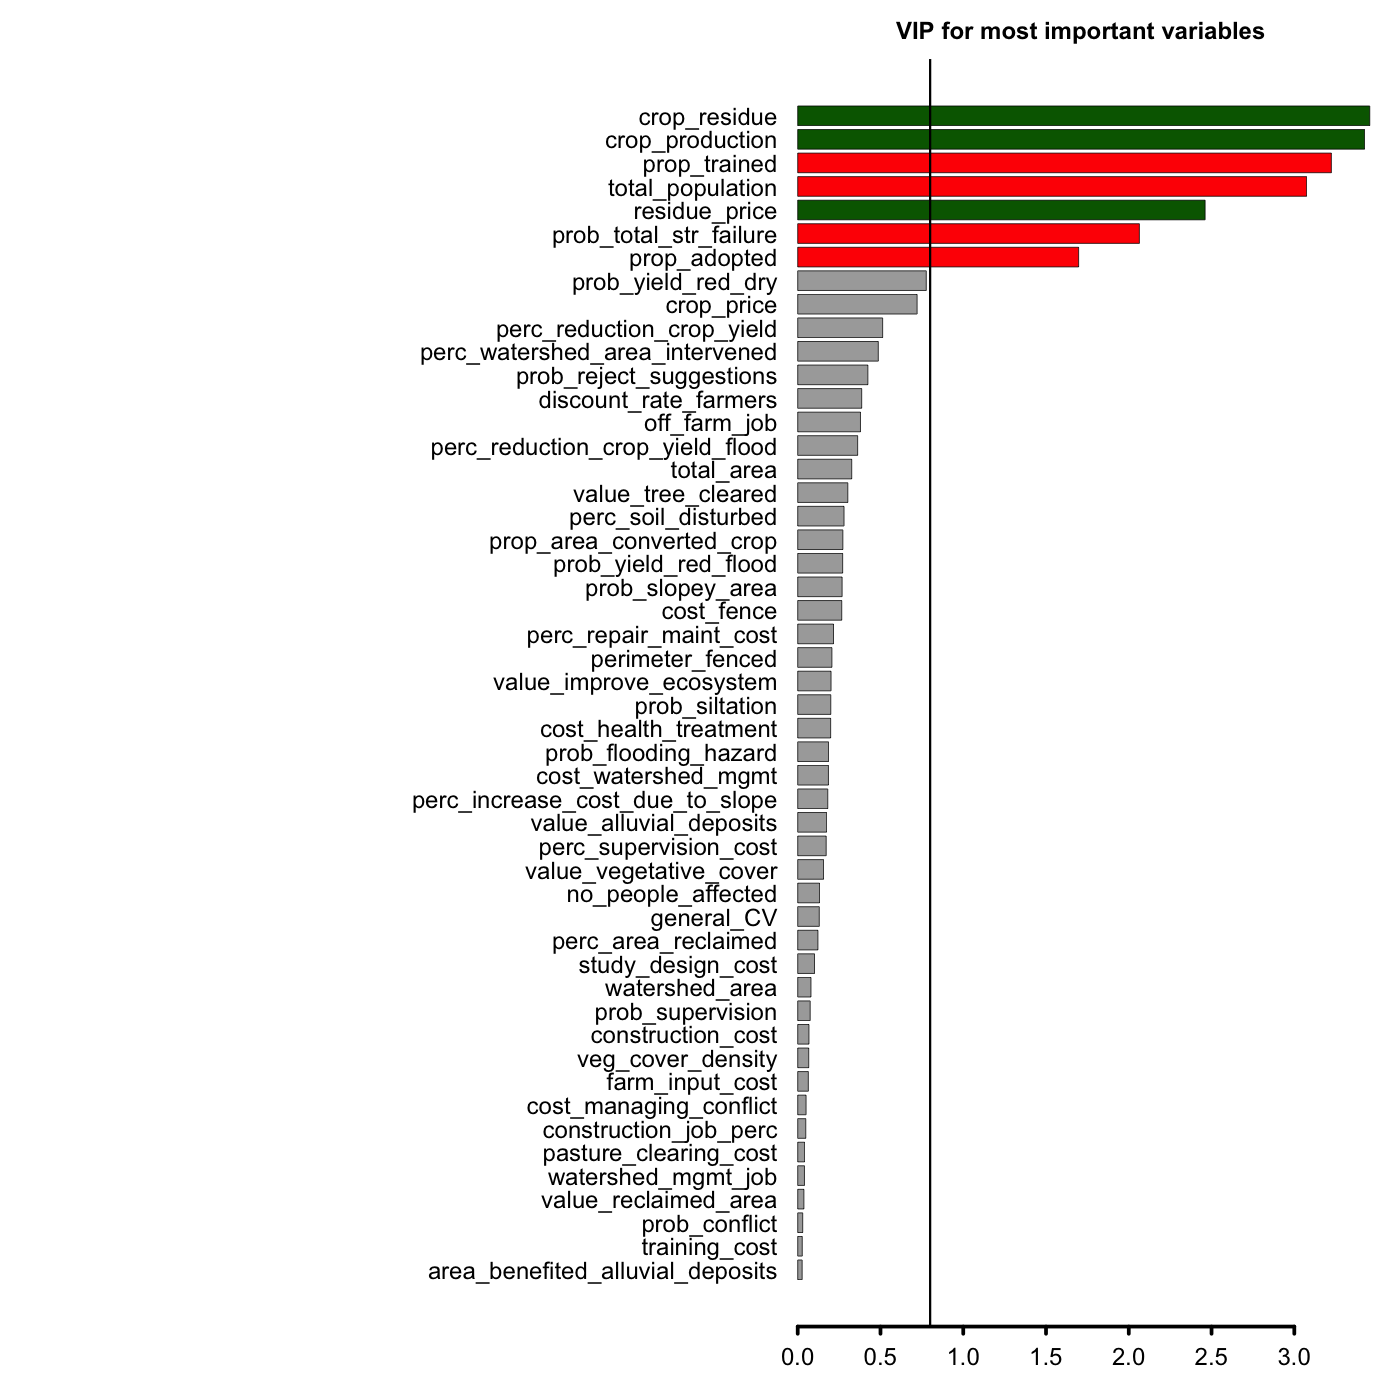 VIP for most important variables
crop_residue
crop_production
prop_trained
total_population
residue_price
prob_total_str_failure
prop_adopted
prob_yield_red_dry
crop_price
perc_reduction_crop_yield
perc_watershed_area_intervened
prob_reject_suggestions
discount_rate_farmers
off_farm_job
perc_reduction_crop_yield_flood
total_area
value_tree_cleared
perc_soil_disturbed
prop_area_converted_crop
prob_yield_red_flood
prob_slopey_area
cost_fence
perc_repair_maint_cost
perimeter_fenced
value_improve_ecosystem
prob_siltation
cost_health_treatment
prob_flooding_hazard
cost_watershed_mgmt
perc_increase_cost_due_to_slope
value_alluvial_deposits
perc_supervision_cost
value_vegetative_cover
no_people_affected
general_CV
perc_area_reclaimed
study_design_cost
watershed_area
prob_supervision
construction_cost
veg_cover_density
farm_input_cost
cost_managing_conflict
construction_job_perc
pasture_clearing_cost
watershed_mgmt_job
value_reclaimed_area
prob_conflict
training_cost
area_benefited_alluvial_deposits
0.0 0.5 1.0 1.5 2.0 2.5 3.0